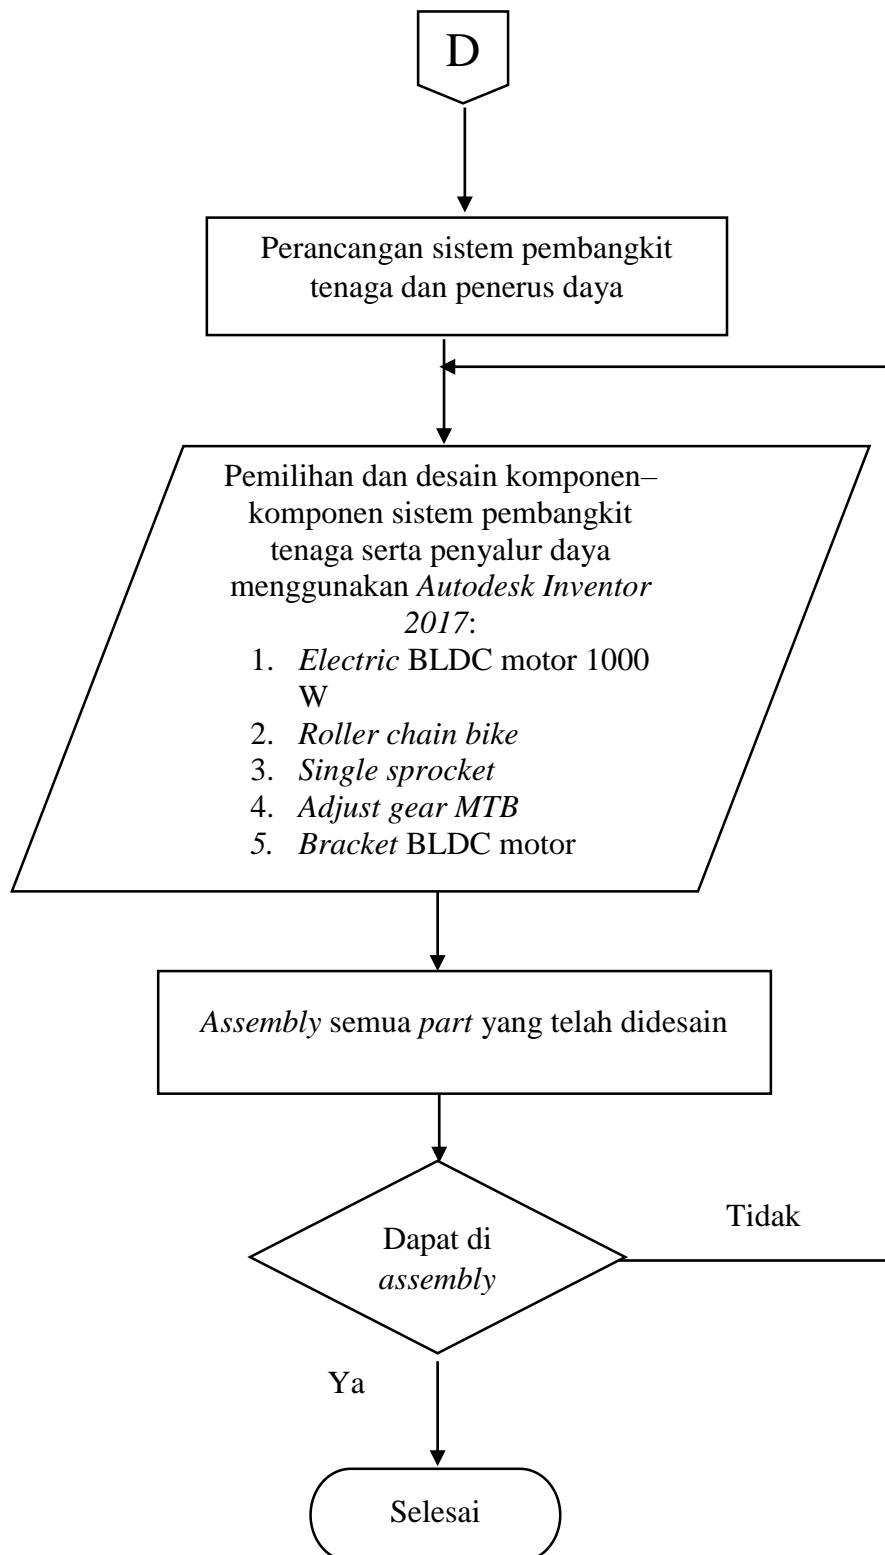 D
Perancangan sistem pembangkit
tenaga dan penerus daya
Pemilihan dan desain komponen–
komponen sistem pembangkit
tenaga serta penyalur daya
menggunakan Autodesk Inventor
2017:
1. Electric BLDC motor 1000
W
2. Roller chain bike
3. Single sprocket
4. Adjust gear MTB
5. Bracket BLDC motor
Assembly semua part yang telah didesain
Tidak
Dapat di
assembly
Ya
Selesai